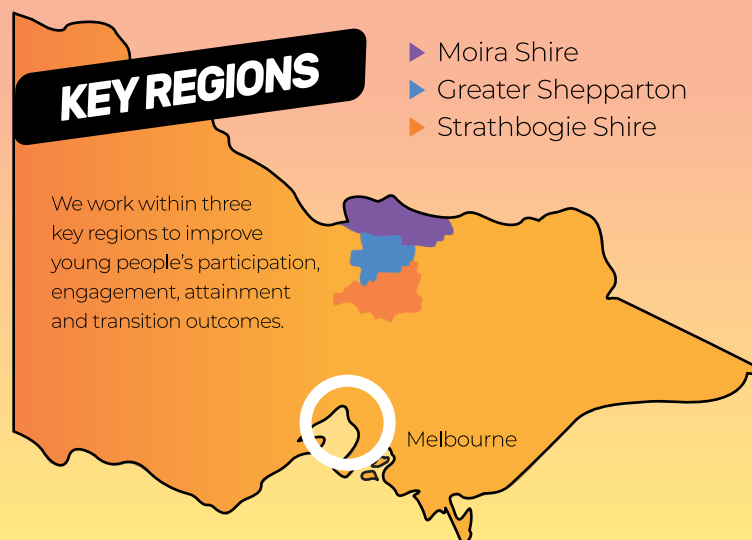 KEY REGIONS
Moira Shire
Greater Shepparton
Strathbogie Shire
We work within three
key regions to improve
young people’s participation,
engagement, attainment
and transition outcomes.
Melbourne